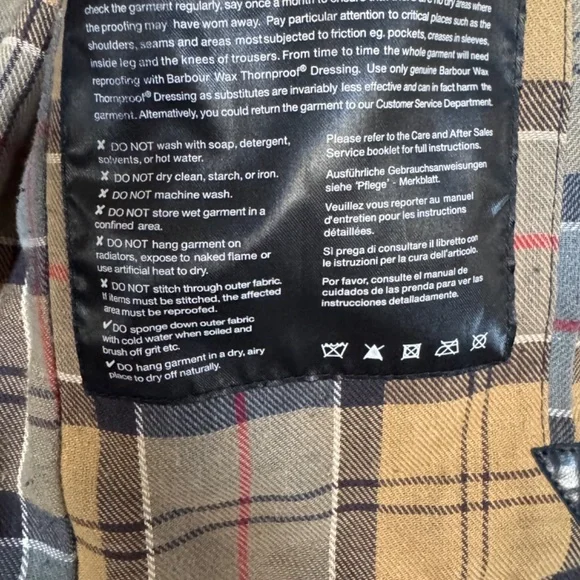 check the garment regularly, say once a month to ensure that there are no dry areas where
the proofing may have worn away. Pay particular attention to critical places such as the
shoulders, seams and areas most subjected to friction eg. pockets, creases in sleeves,
inside leg and the knees of trousers. From time to time the whole garment will need
reproofing with Barbour Wax Thornproof® Dressing. Use only genuine Barbour Wax
Thornproof® Dressing as substitutes are invariably less effective and can in fact harm the
garment. Alternatively, you could return the garment to our Customer Service Department.
✘ DO NOT wash with soap, detergent,
solvents, or hot water.
✘ DO NOT dry clean, starch, or iron.
✘ DO NOT machine wash.
✘ DO NOT store wet garment in a
confined area.
✘ DO NOT hang garment on
radiators, expose to naked flame or
use artificial heat to dry.
✘ DO NOT stitch through outer fabric.
If items must be stitched, the affected
area must be reproofed.
✔ DO sponge down outer fabric
with cold water when soiled and
brush off grit etc.
✔ DO hang garment in a dry, airy
place to dry off naturally.
Please refer to the Care and After Sales
Service booklet for full instructions.
Ausführliche Gebrauchsanweisungen
siehe 'Pflege' - Merkblatt.
Veuillez vous reporter au manuel
d'entretien pour les instructions
détaillées.
Si prega di consultare il libretto con
le istruzioni per la cura dell'articolo.
Por favor, consulte el manual de
cuidados de las prenda para ver las
instrucciones detalladamente.